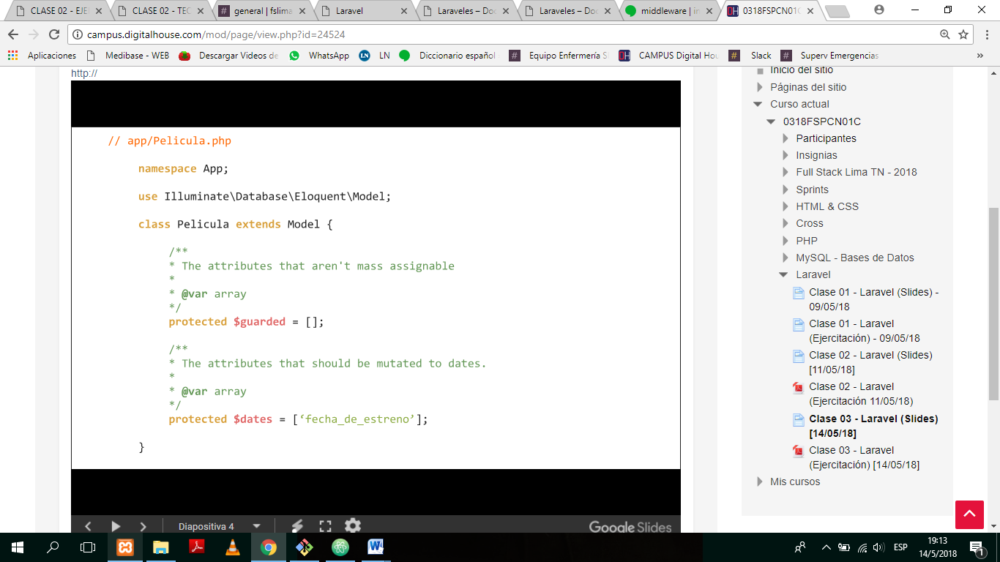 CLASE 02 - EJE
CLASE 02 - TEC
general | fslima
Laravel
Laraveles – Doc
Laraveles – Doc
middleware | in
0318FSPCN01C
campus.digitalhouse.com/mod/page/view.php?id=24524
Aplicaciones
Medibase - WEB
Descargar Videos de
WhatsApp
LN
LN
Diccionario español
Equipo Enfermería S
CAMPUS Digital Hou
Slack
Superv Emergencias
»
http://
// app/Pelicula.php
namespace App;
use Illuminate\Database\Eloquent\Model;
class Pelicula extends Model {
/**
* The attributes that aren't mass assignable
*
* @var array
*/
protected $guarded = [];
/**
* The attributes that should be mutated to dates.
*
* @var array
*/
protected $dates = [‘fecha_de_estreno’];
}
Diapositiva 4
Google Slides
Inicio del sitio
Páginas del sitio
Curso actual
0318FSPCN01C
Participantes
Insignias
Full Stack Lima TN - 2018
Sprints
HTML & CSS
Cross
PHP
MySQL - Bases de Datos
Laravel
Clase 01 - Laravel (Slides) -
09/05/18
Clase 01 - Laravel
(Ejercitación) - 09/05/18
Clase 02 - Laravel (Slides)
[11/05/18]
Clase 02 - Laravel
(Ejercitación 11/05/18)
Clase 03 - Laravel (Slides)
[14/05/18]
Clase 03 - Laravel
(Ejercitación) [14/05/18]
Mis cursos
ESP
19:13
14/5/2018
1